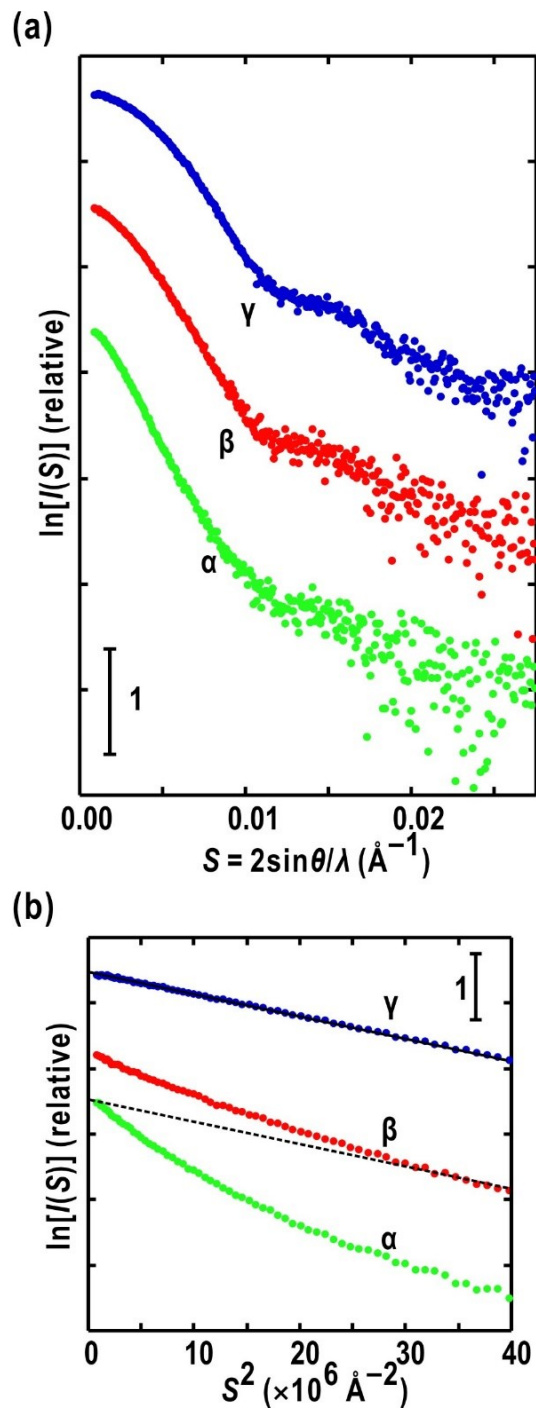 (a)
ln[I(S)] (relative)
γ
β
α
1
0.00 0.01 0.02
S = 2sinθ/λ (Å⁻¹)
(b)
ln[I(S)] (relative)
1
γ
β
α
0 10 20 30 40
S² (×10⁶ Å⁻²)